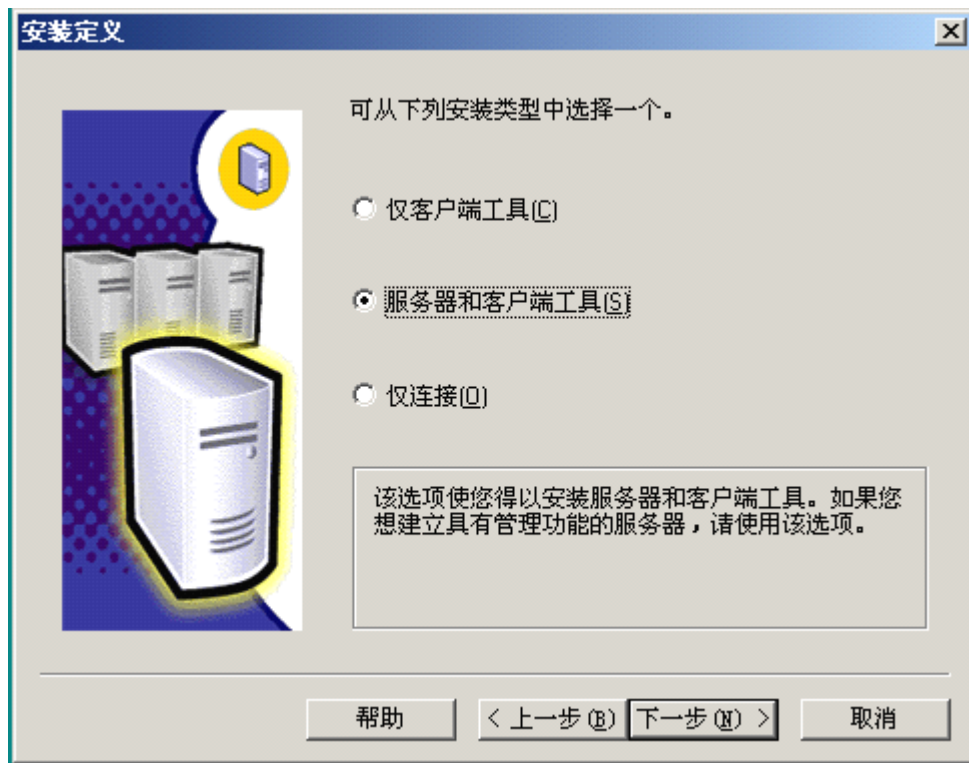 安装定义
可从下列安装类型中选择一个。
仅客户端工具(C)
服务器和客户端工具(S)
仅连接(O)
该选项使您得以安装服务器和客户端工具。如果您
想建立具有管理功能的服务器，请使用该选项。
帮助 < 上一步(B) 下一步(N) > 取消